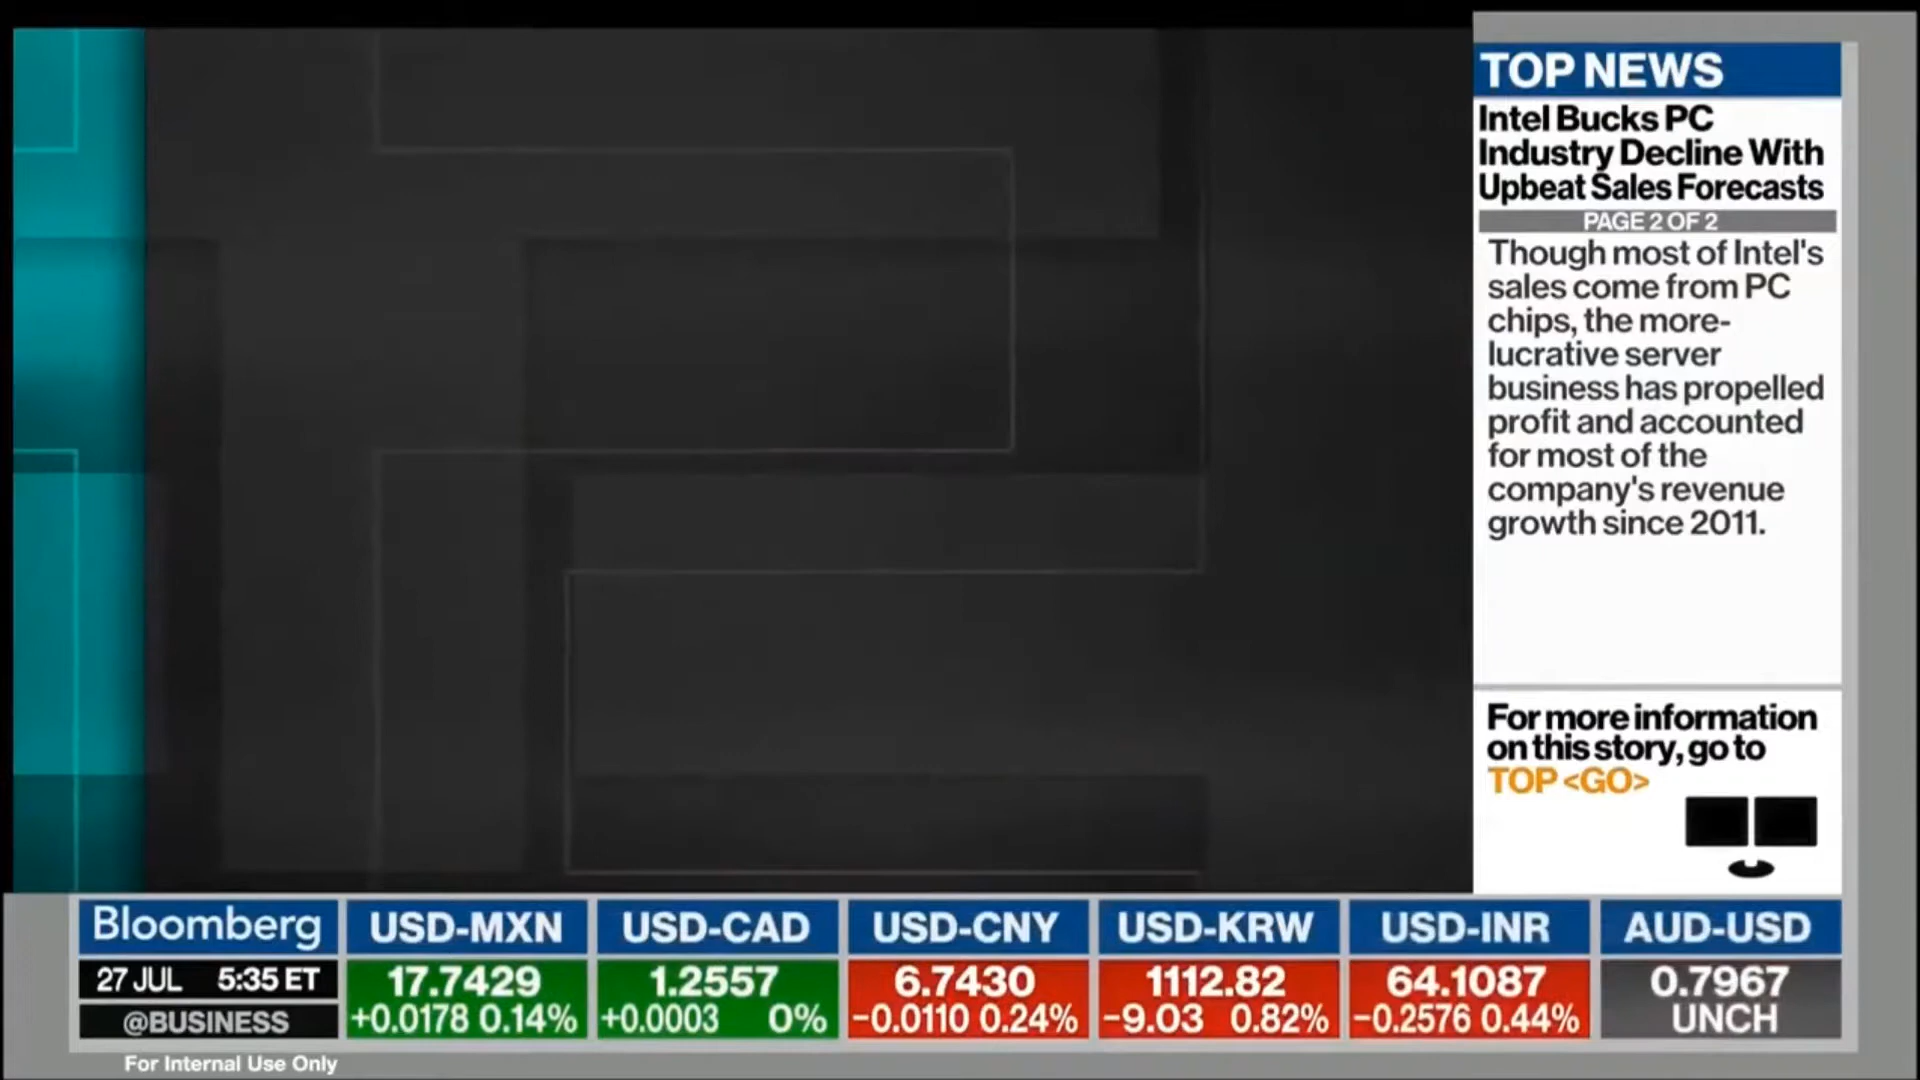 TOP NEWS
Intel Bucks PC
Industry Decline With
Upbeat Sales Forecasts
PAGE 2 OF 2
Though most of Intel's
sales come from PC
chips, the more-
lucrative server
business has propelled
profit and accounted
for most of the
company's revenue
growth since 2011.
For more information
on this story, go to
TOP <GO>
Bloomberg
27 JUL 5:35 ET
@BUSINESS
USD-MXN
17.7429
+0.0178 0.14%
USD-CAD
1.2557
+0.0003 0%
USD-CNY
6.7430
−0.0110 0.24%
USD-KRW
1112.82
−9.03 0.82%
USD-INR
64.1087
−0.2576 0.44%
AUD-USD
0.7967
UNCH
For Internal Use Only